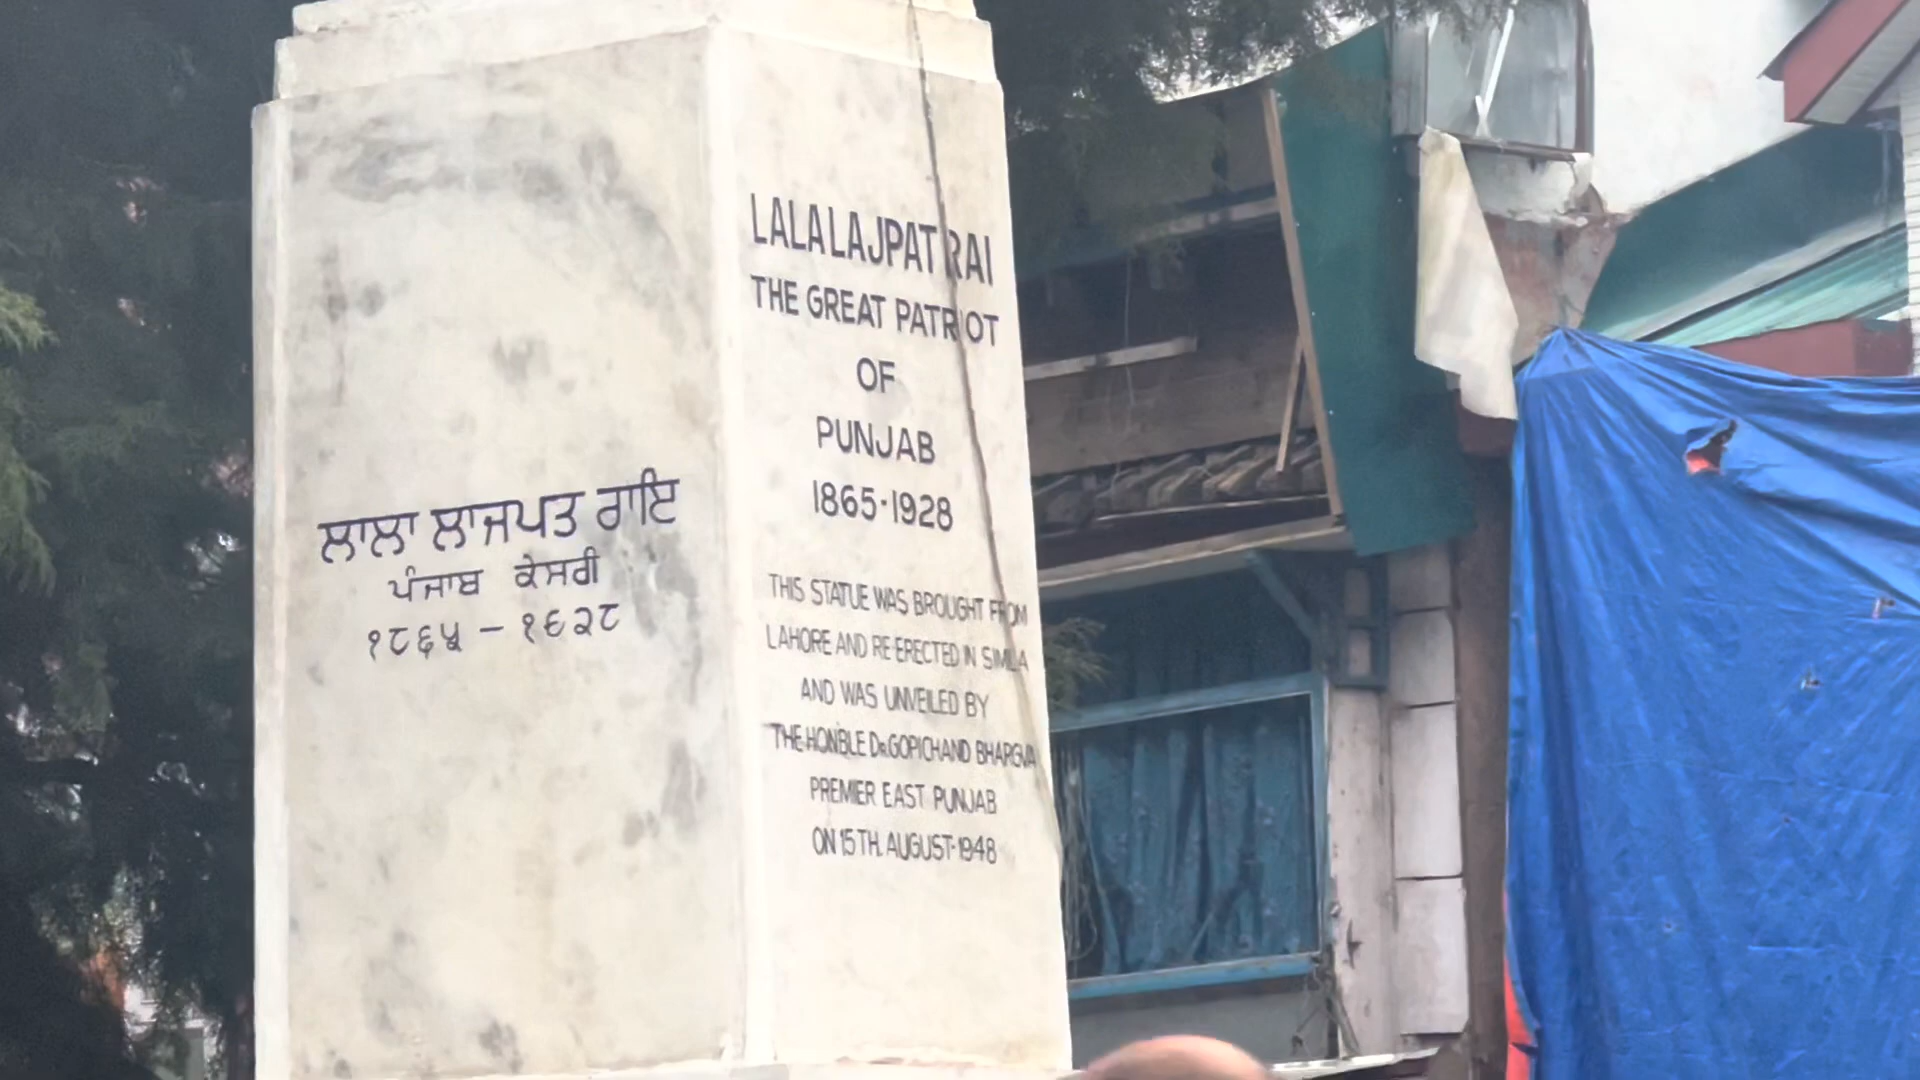 ਲਾਲਾ ਲਾਜਪਤ ਰਾਇ
ਪੰਜਾਬ ਕੇਸਰੀ
੧੮੬੫ – ੧੯੨੮
LALA LAJPAT RAI
THE GREAT PATRIOT
OF
PUNJAB
1865-1928
THIS STATUE WAS BROUGHT FROM
LAHORE AND RE-ERECTED IN SIMLA
AND WAS UNVEILED BY
THE HONBLE DR. GOPICHAND BHARGVA
PREMIER EAST PUNJAB
ON 15TH. AUGUST-1948